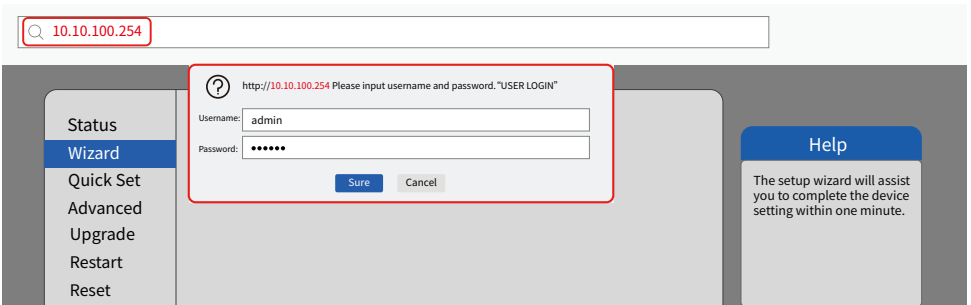 10.10.100.254
http://10.10.100.254 Please input username and password. “USER LOGIN”
Username: admin
Password: ••••••
Sure Cancel
Status
Wizard
Quick Set
Advanced
Upgrade
Restart
Reset
Help
The setup wizard will assist
you to complete the device
setting within one minute.